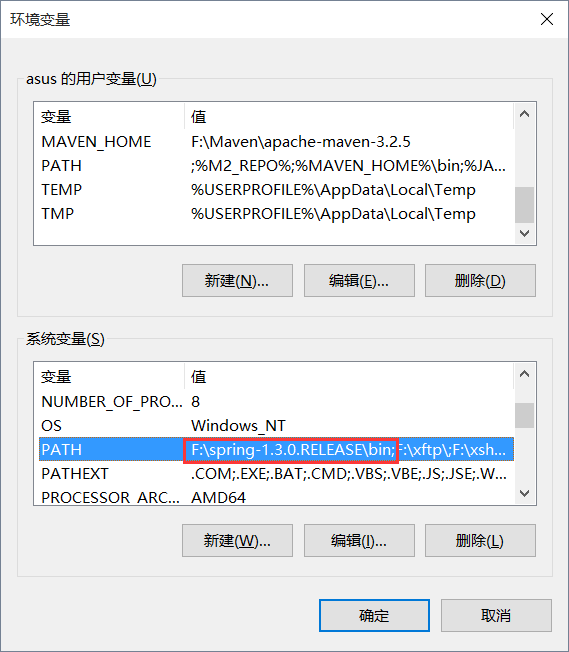 环境变量
asus 的用户变量(U)
变量 值
MAVEN_HOME F:\Maven\apache-maven-3.2.5
PATH ;%M2_REPO%;%MAVEN_HOME%\bin;%JA...
TEMP %USERPROFILE%\AppData\Local\Temp
TMP %USERPROFILE%\AppData\Local\Temp
新建(N)... 编辑(E)... 删除(D)
系统变量(S)
变量 值
NUMBER_OF_PRO... 8
OS Windows_NT
PATH F:\spring-1.3.0.RELEASE\bin;F:\xftp\;F:\xsh...
PATHEXT .COM;.EXE;.BAT;.CMD;.VBS;.VBE;.JS;.JSE;.W...
PROCESSOR_ARC... AMD64
新建(W)... 编辑(I)... 删除(L)
确定 取消